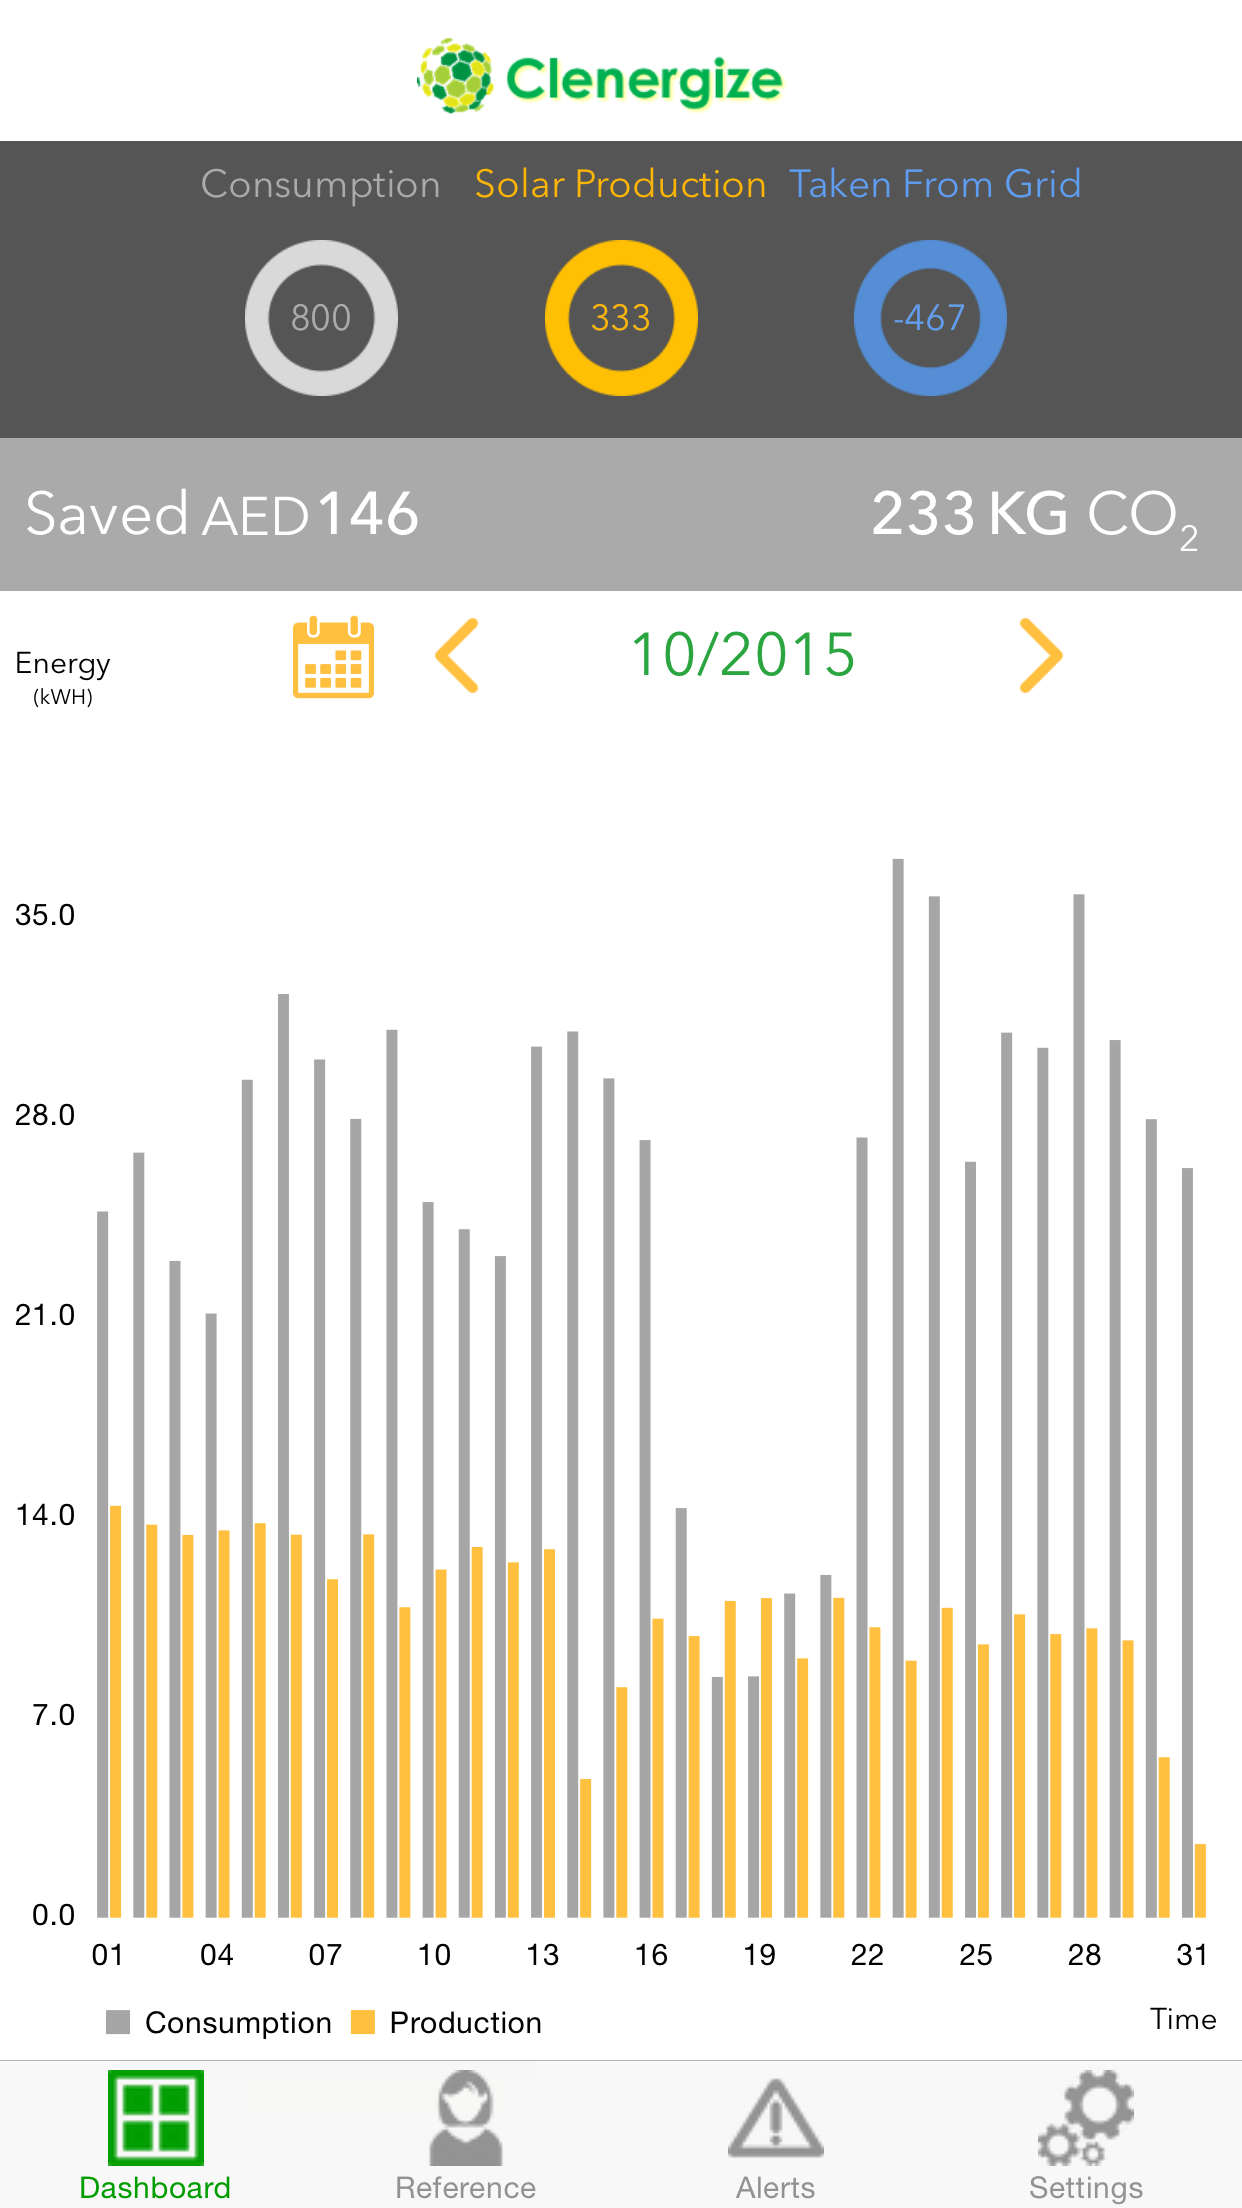 Clenergize
Consumption Solar Production Taken From Grid
800 333 -467
Saved AED 146 233 KG CO₂
10/2015
Energy
(kWH)
35.0
28.0
21.0
14.0
7.0
0.0
01 04 07 10 13 16 19 22 25 28 31
Consumption Production
Time
Dashboard Reference Alerts Settings